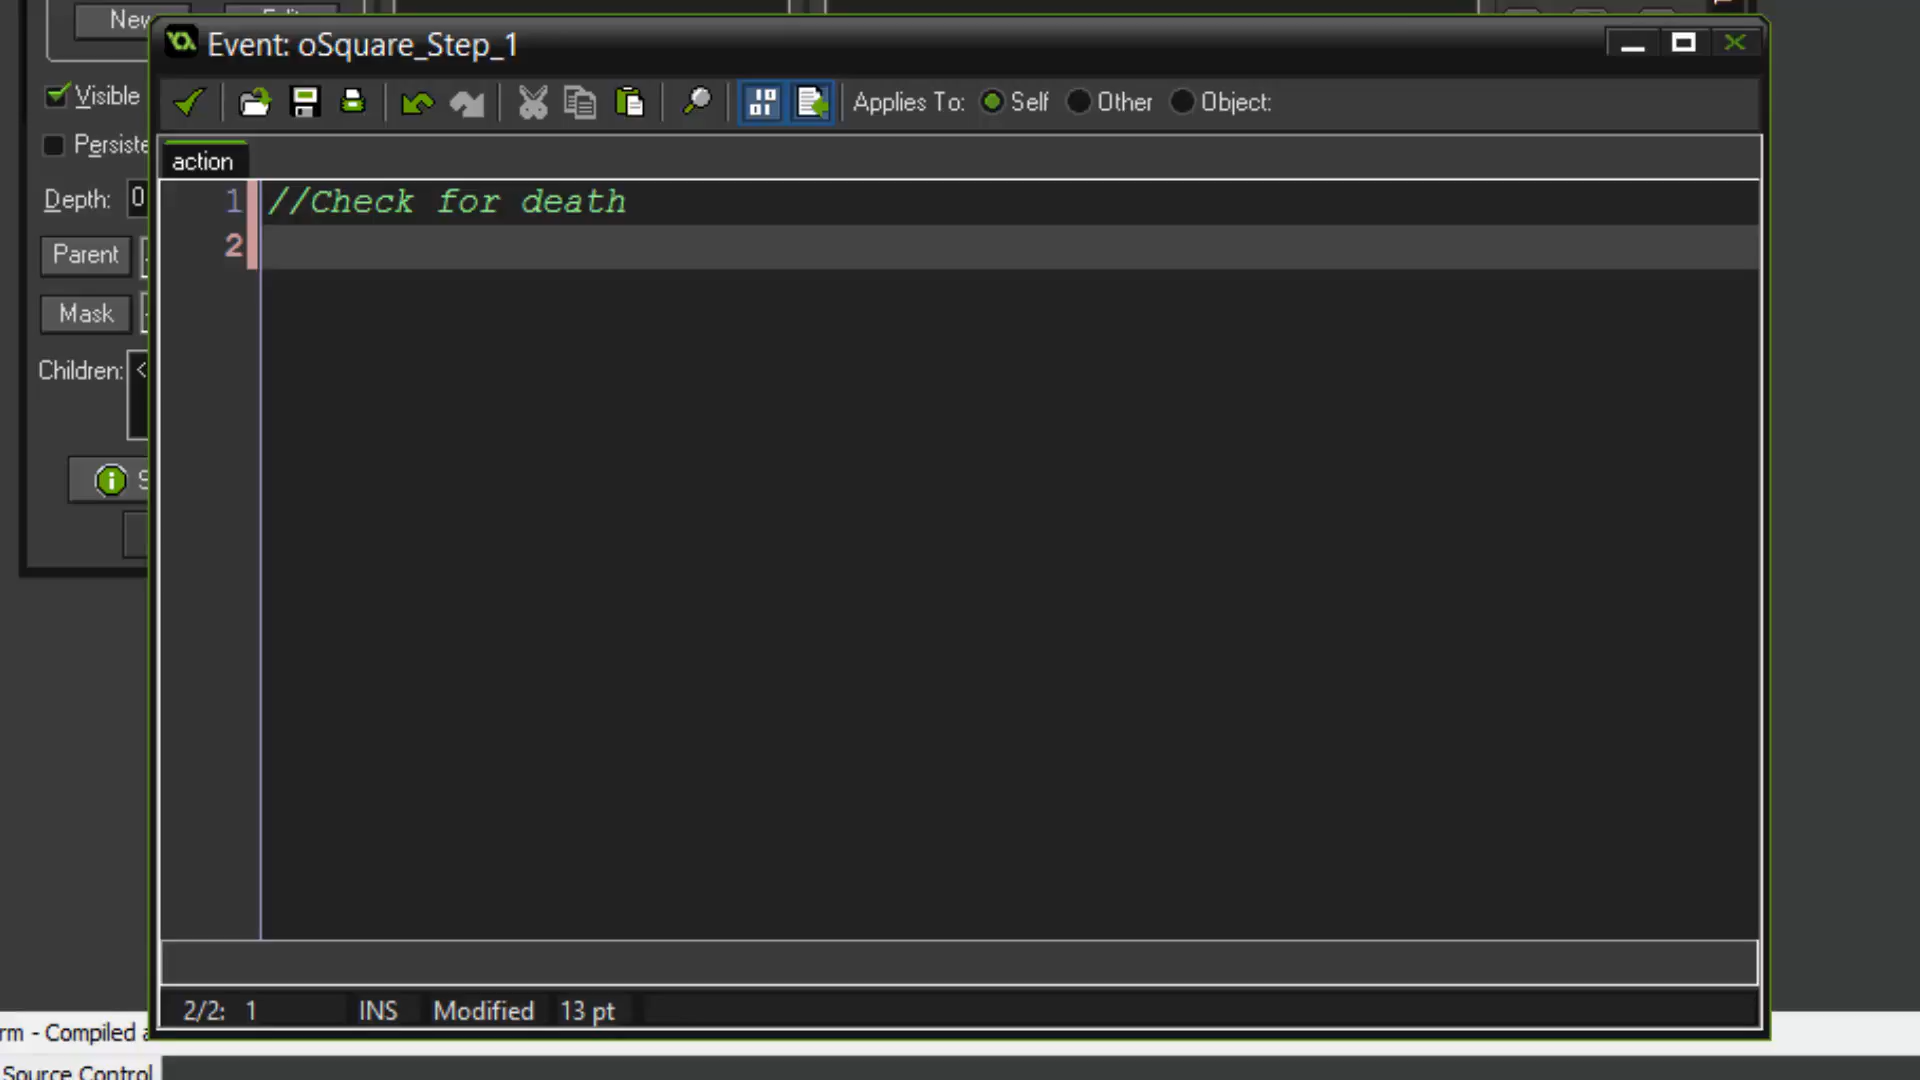 New
Event: oSquare_Step_1
Visible
Applies To: Self Other Object:
Persiste
action
Depth: 0
1 //Check for death
2
Parent
Mask
Children: <
2/2: 1 INS Modified 13 pt
rm - Compiled a
Source Control